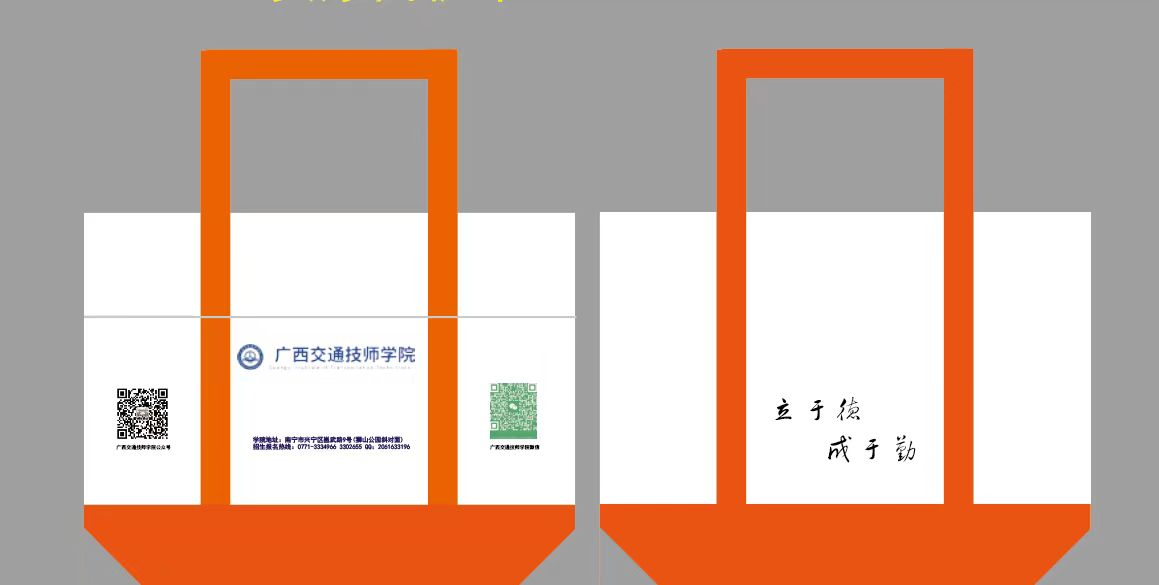 广西交通技师学院
学院地址：南宁市兴宁区邕武路9号(狮山公园斜对面)
招生报名热线：0771-3334966 3302655 QQ：2061633196
广西交通技师学院公众号
广西交通技师学院微信
立于德
成于勤